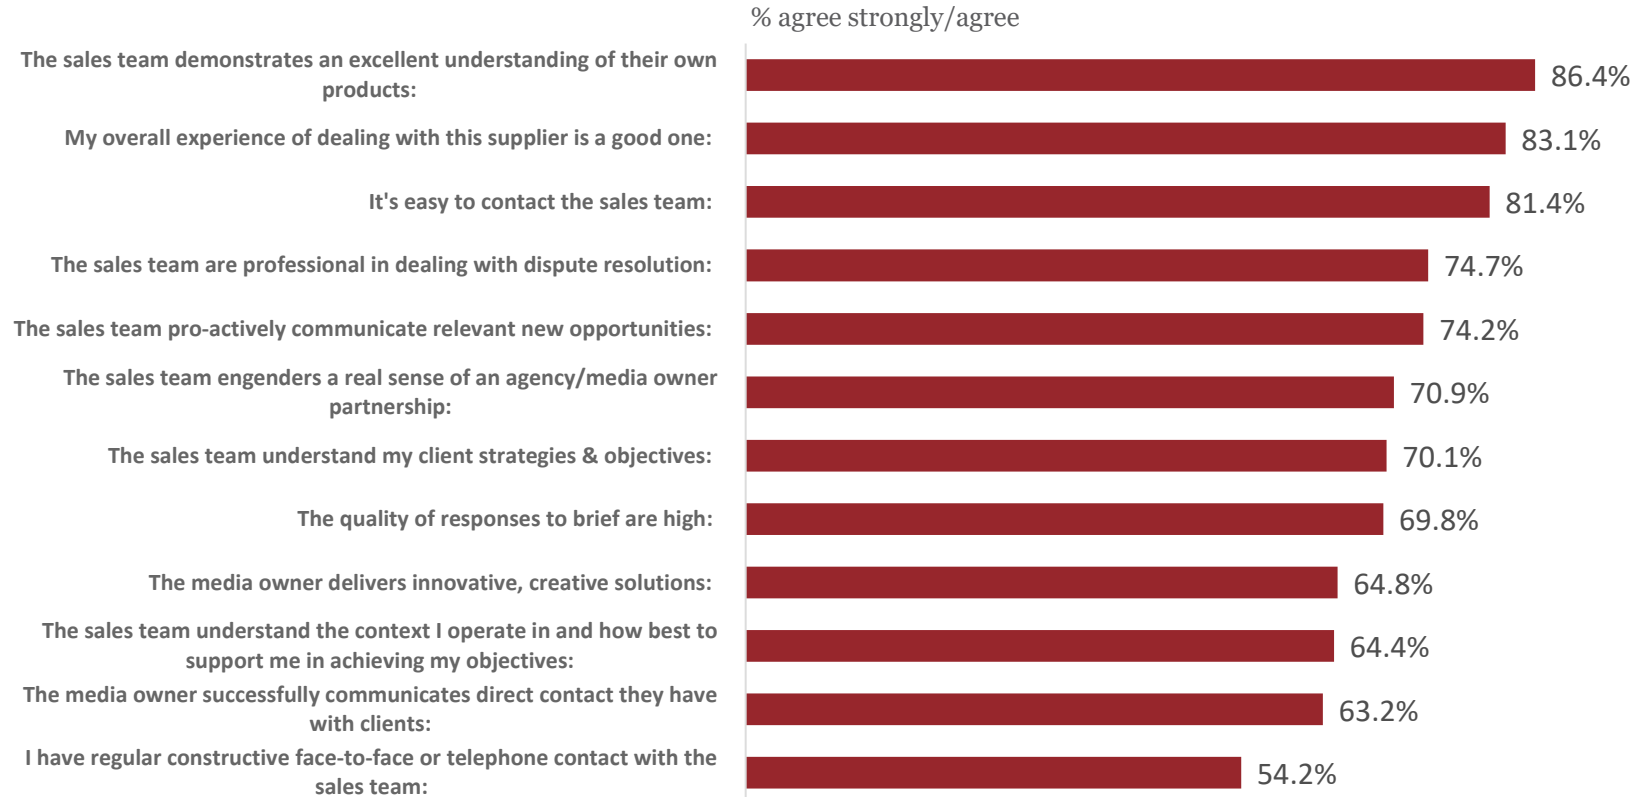 % agree strongly/agree
The sales team demonstrates an excellent understanding of their own
products:
86.4%
My overall experience of dealing with this supplier is a good one:
83.1%
It's easy to contact the sales team:
81.4%
The sales team are professional in dealing with dispute resolution:
74.7%
The sales team pro-actively communicate relevant new opportunities:
74.2%
The sales team engenders a real sense of an agency/media owner
partnership:
70.9%
The sales team understand my client strategies & objectives:
70.1%
The quality of responses to brief are high:
69.8%
The media owner delivers innovative, creative solutions:
64.8%
The sales team understand the context I operate in and how best to
support me in achieving my objectives:
64.4%
The media owner successfully communicates direct contact they have
with clients:
63.2%
I have regular constructive face-to-face or telephone contact with the
sales team:
54.2%